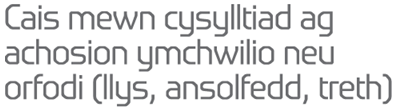 Cais mewn cysylltiad ag
achosion ymchwilio neu
orfodi (llys, ansolfedd, treth)